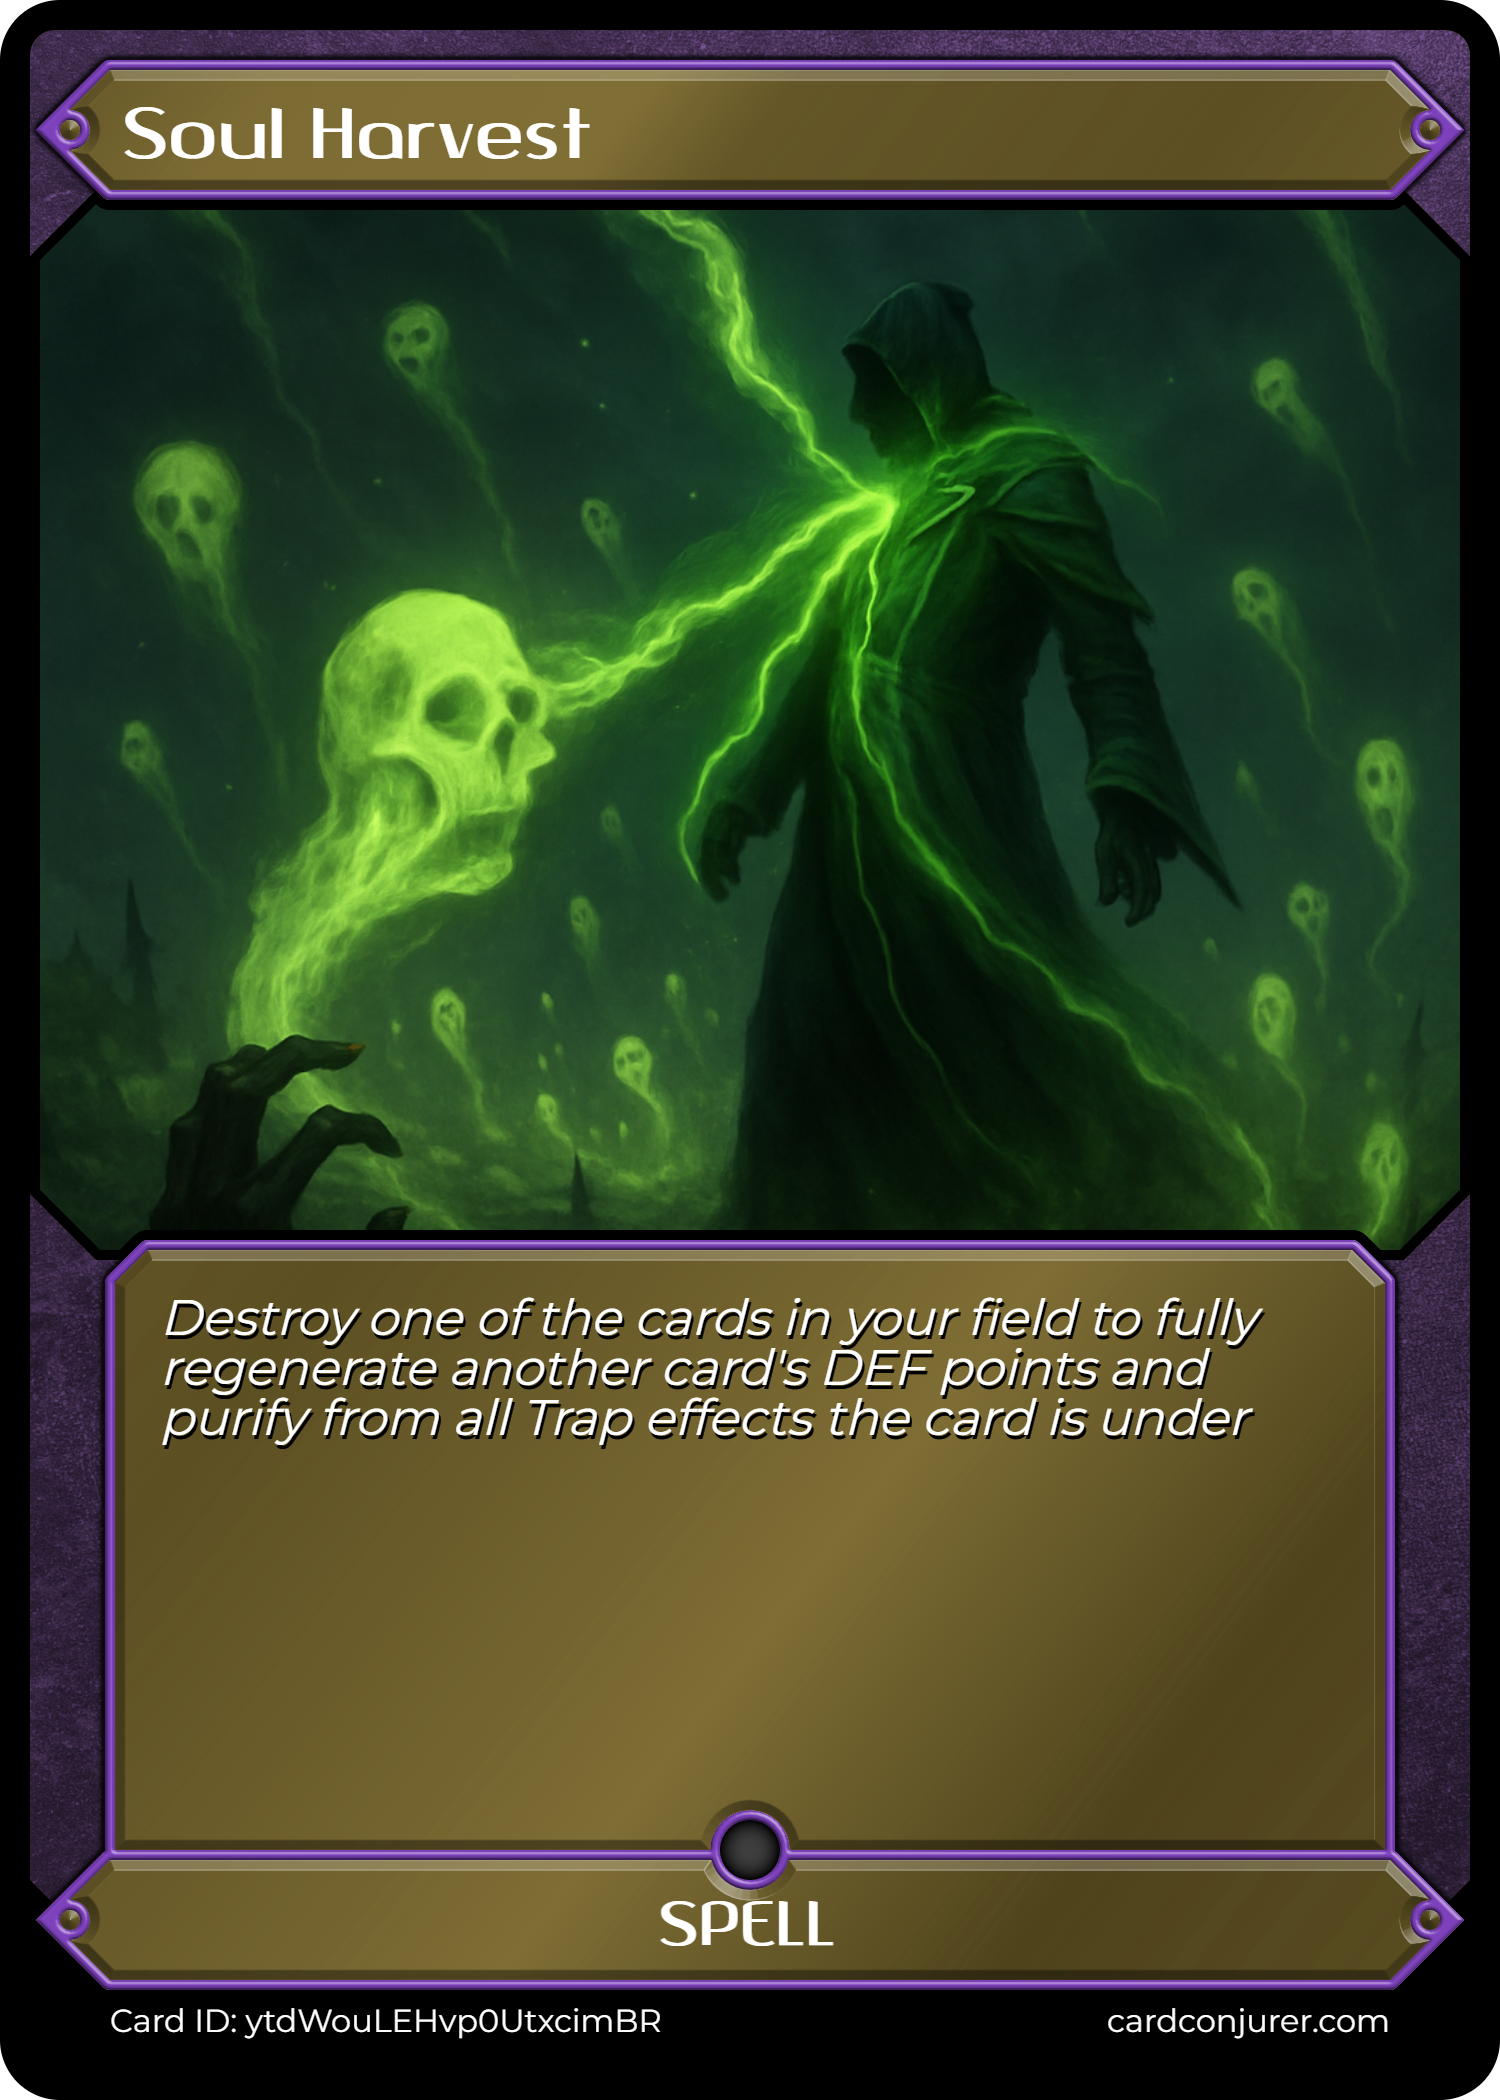 Soul Harvest
Destroy one of the cards in your field to fully
regenerate another card's DEF points and
purify from all Trap effects the card is under
SPELL
Card ID: ytdWouLEHvp0UtxcimBR
cardconjurer.com